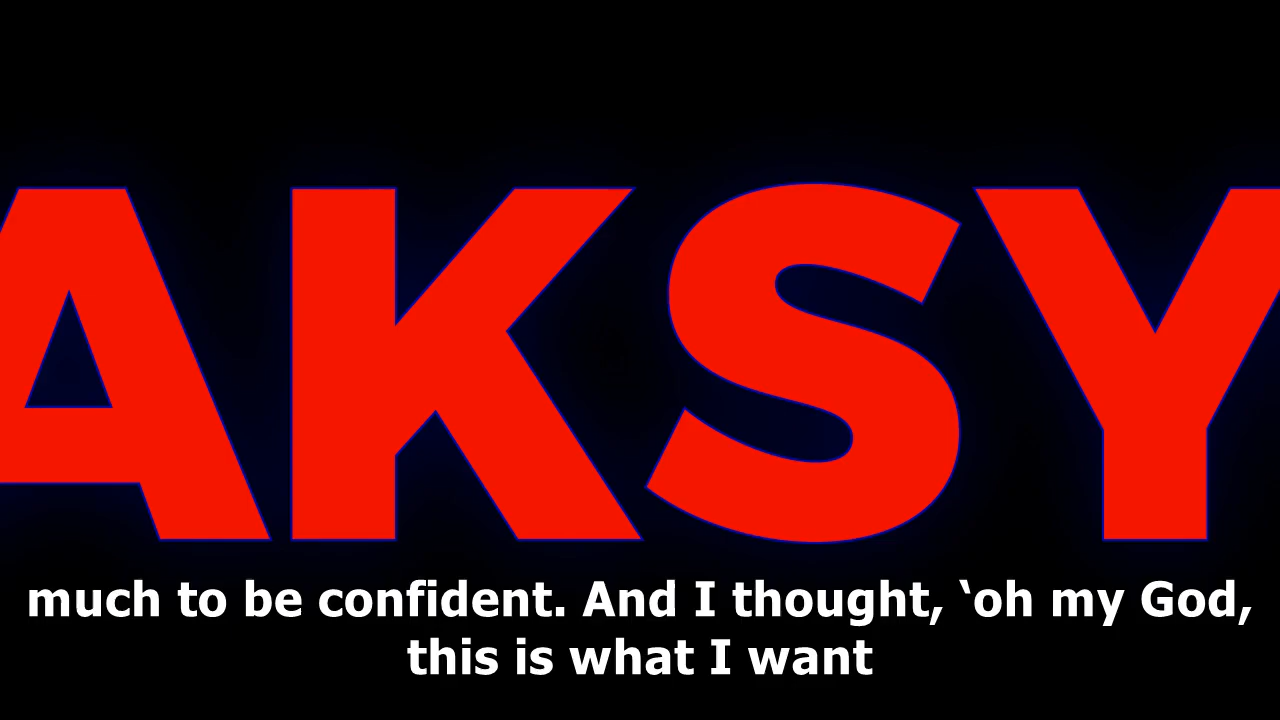 AKSY
much to be confident. And I thought, ‘oh my God,
this is what I want